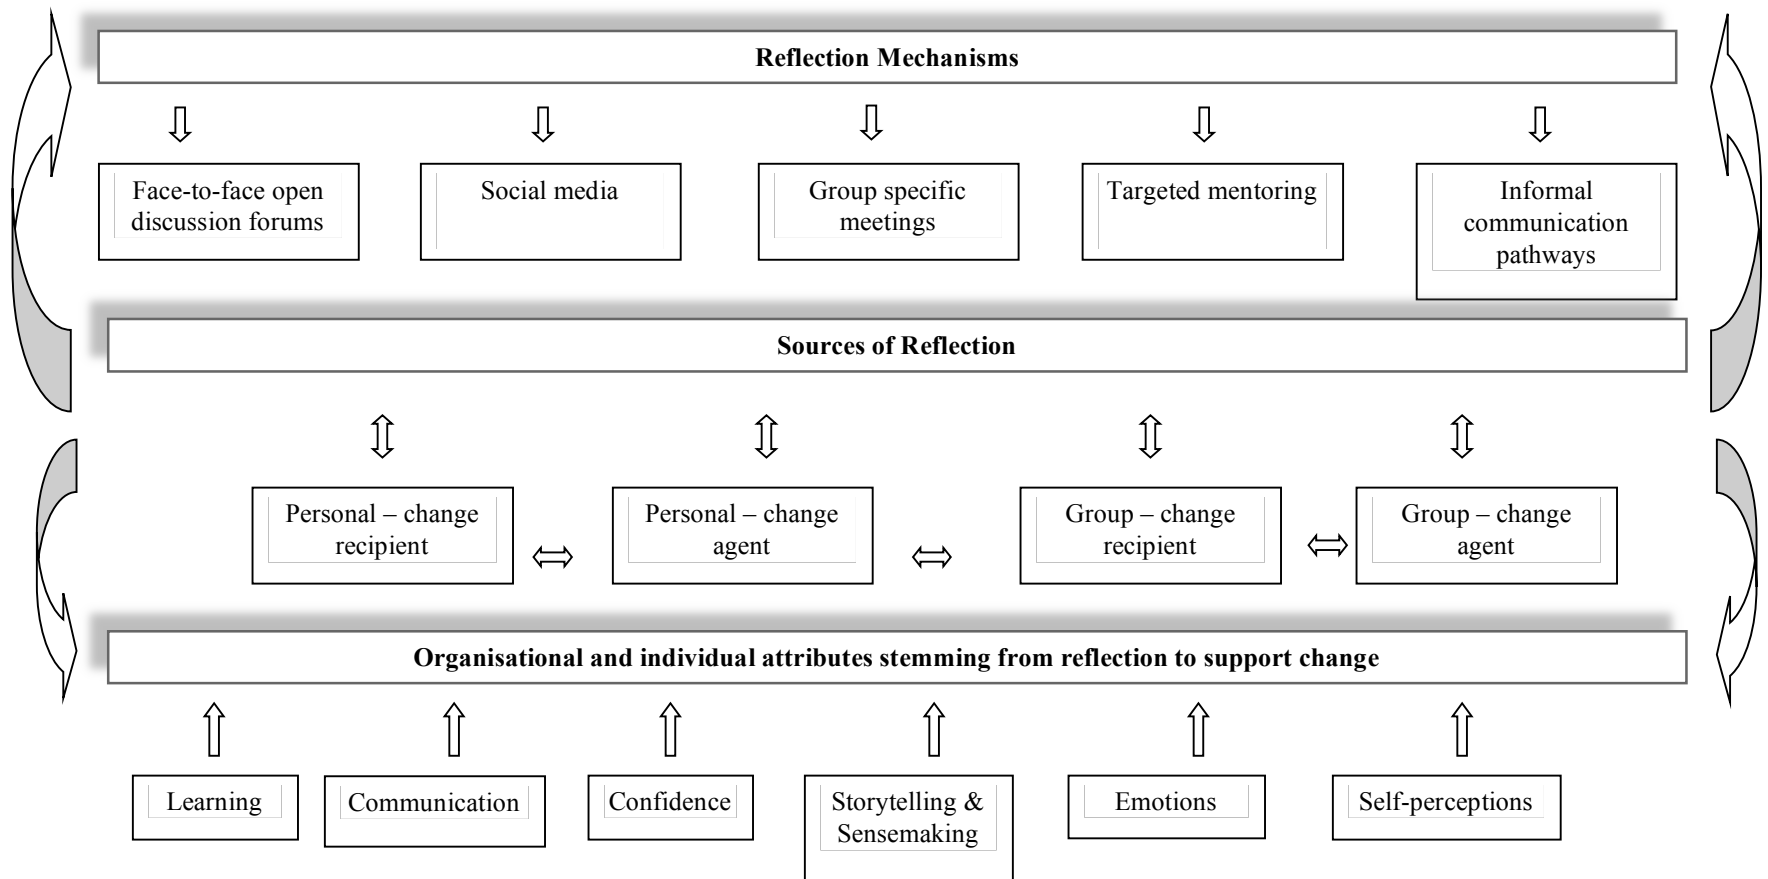 Reflection Mechanisms
Face-to-face open
discussion forums
Social media
Group specific
meetings
Targeted mentoring
Informal
communication
pathways
Sources of Reflection
Personal – change
recipient
Personal – change
agent
Group – change
recipient
Group – change
agent
Organisational and individual attributes stemming from reflection to support change
Learning
Communication
Confidence
Storytelling &
Sensemaking
Emotions
Self-perceptions